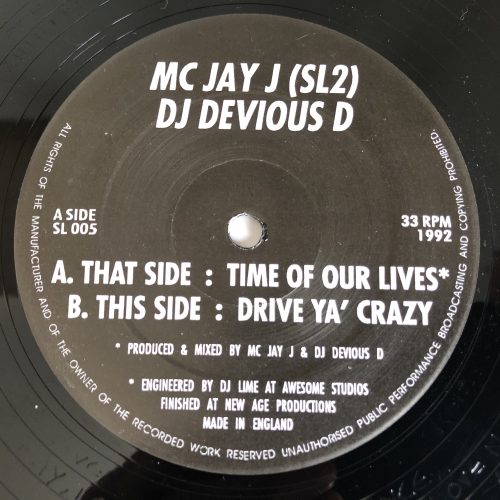 MC JAY J (SL2)
DJ DEVIOUS D
A SIDE
SL 005
33 RPM
1992
A. THAT SIDE : TIME OF OUR LIVES*
B. THIS SIDE : DRIVE YA' CRAZY
* PRODUCED & MIXED BY MC JAY J & DJ DEVIOUS D
* ENGINEERED BY DJ LIME AT AWESOME STUDIOS
FINISHED AT NEW AGE PRODUCTIONS
MADE IN ENGLAND
ALL RIGHTS OF THE MANUFACTURER AND OF THE OWNER OF THE RECORDED WORK RESERVED UNAUTHORISED PUBLIC PERFORMANCE BROADCASTING AND COPYING PROHIBITED.